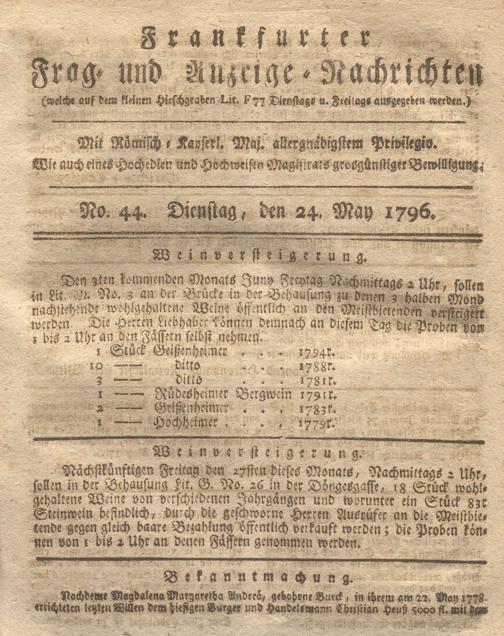 Frankfurter
Frag- und Anzeige-Nachrichten
(welche auf dem kleinen Hirschgraben Lit. F 77 Dienstags u. Freitags ausgegeben werden.)
Mit Römisch-Kayserl. Maj. allergnädigstem Privilegio.
Wie auch eines Hochedlen und Hochweisen Magistrats grosgünstiger Bewilligung.
No. 44. Dienstag, den 24. May 1796.
Weinversteigerung.
Den 3ten kommenden Monats Juny Freytag Nachmittags 2 Uhr, sollen
in Lit. No. 3 an der Brücke in der Behausung zu denen 3 halben Mond
nachstehende wohlgehaltene Weine öffentlich an den Meistbietenden versteigert
werden. Die Herren Liebhaber können demnach an diesem Tag die Proben von
1 bis 2 Uhr an den Fässern selbst nehmen.
1 Stück Geißenheimer . . 1794r.
10 — ditto . . . 1788r.
3 — ditto . . . 1781r.
1 — Rüdesheimer Bergwein 1791r.
2 — Geißenheimer . . 1783r.
1 — Hochheimer . . . 1779r.
Weinversteigerung.
Nächstkünftigen Freitag den 27sten dieses Monats, Nachmittags 2 Uhr,
sollen in der Behausung Lit. G. No. 26 in der Döngesgasse, 18 Stück wohl-
gehaltene Weine von verschiedenen Jahrgängen und worunter ein Stück 83r
Steinwein befindlich, durch die geschworne Herren Ausrüfer an die Meistbie-
tende gegen gleich baare Bezahlung öffentlich verkauft werden; die Proben kön-
nen von 1 bis 2 Uhr an denen Fässern genommen werden.
Bekanntmachung.
Nachdeme Magdalena Margaretha Andreä, gebohrne Buck, in ihrem am 22. May 1778
errichteten letzten Willen dem hiesigen Burger und Handelsmann Christian Heuß 5000 fl. mit dem